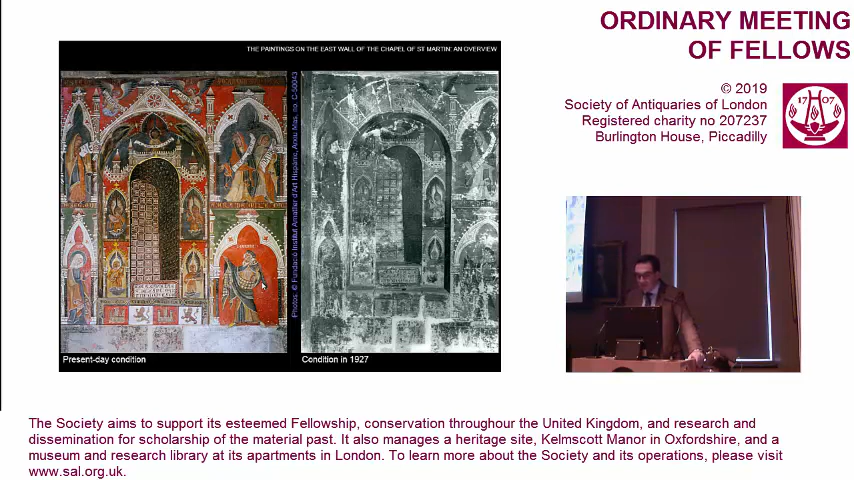 THE PAINTINGS ON THE EAST WALL OF THE CHAPEL OF ST MARTIN: AN OVERVIEW
Photos: © Fundació Institut Amatller d'Art Hispànic, Arxiu Mas, no. C-50043
Present-day condition
Condition in 1927
ORDINARY MEETING
OF FELLOWS
© 2019
Society of Antiquaries of London
Registered charity no 207237
Burlington House, Piccadilly
1707
The Society aims to support its esteemed Fellowship, conservation throughour the United Kingdom, and research and
dissemination for scholarship of the material past. It also manages a heritage site, Kelmscott Manor in Oxfordshire, and a
museum and research library at its apartments in London. To learn more about the Society and its operations, please visit
www.sal.org.uk.